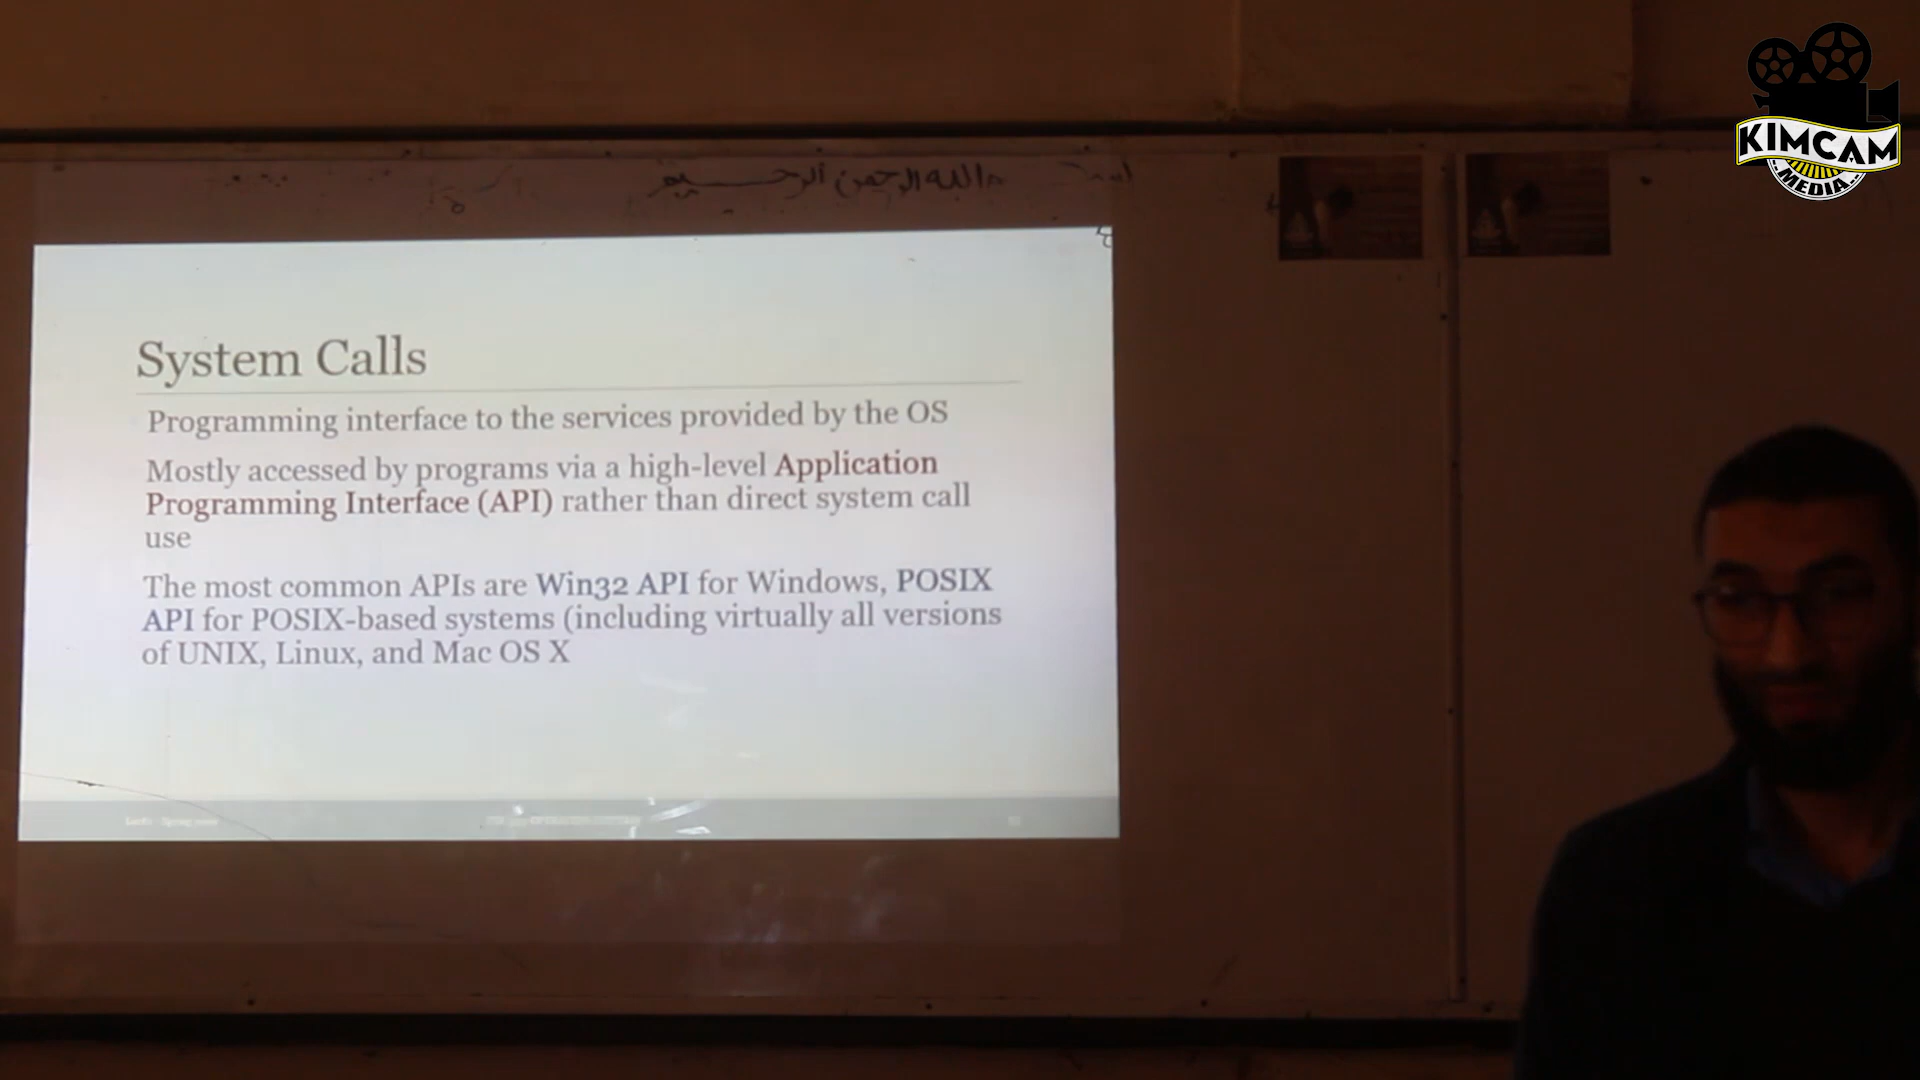 KIMCAM
..MEDIA..
الله الرحمن الرحيم
System Calls
Programming interface to the services provided by the OS
Mostly accessed by programs via a high-level Application
Programming Interface (API) rather than direct system call
use
The most common APIs are Win32 API for Windows, POSIX
API for POSIX-based systems (including virtually all versions
of UNIX, Linux, and Mac OS X